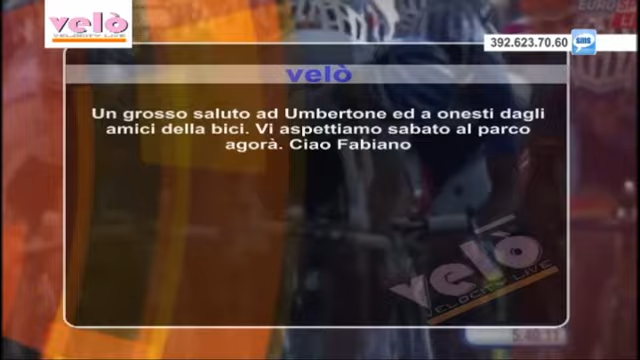 velò
VELOCITY LIVE
392.623.70.60 sms
EUROS
velò
Un grosso saluto ad Umbertone ed a onesti dagli
amici della bici. Vi aspettiamo sabato al parco
agorà. Ciao Fabiano
velò
VELOCITY LIVE